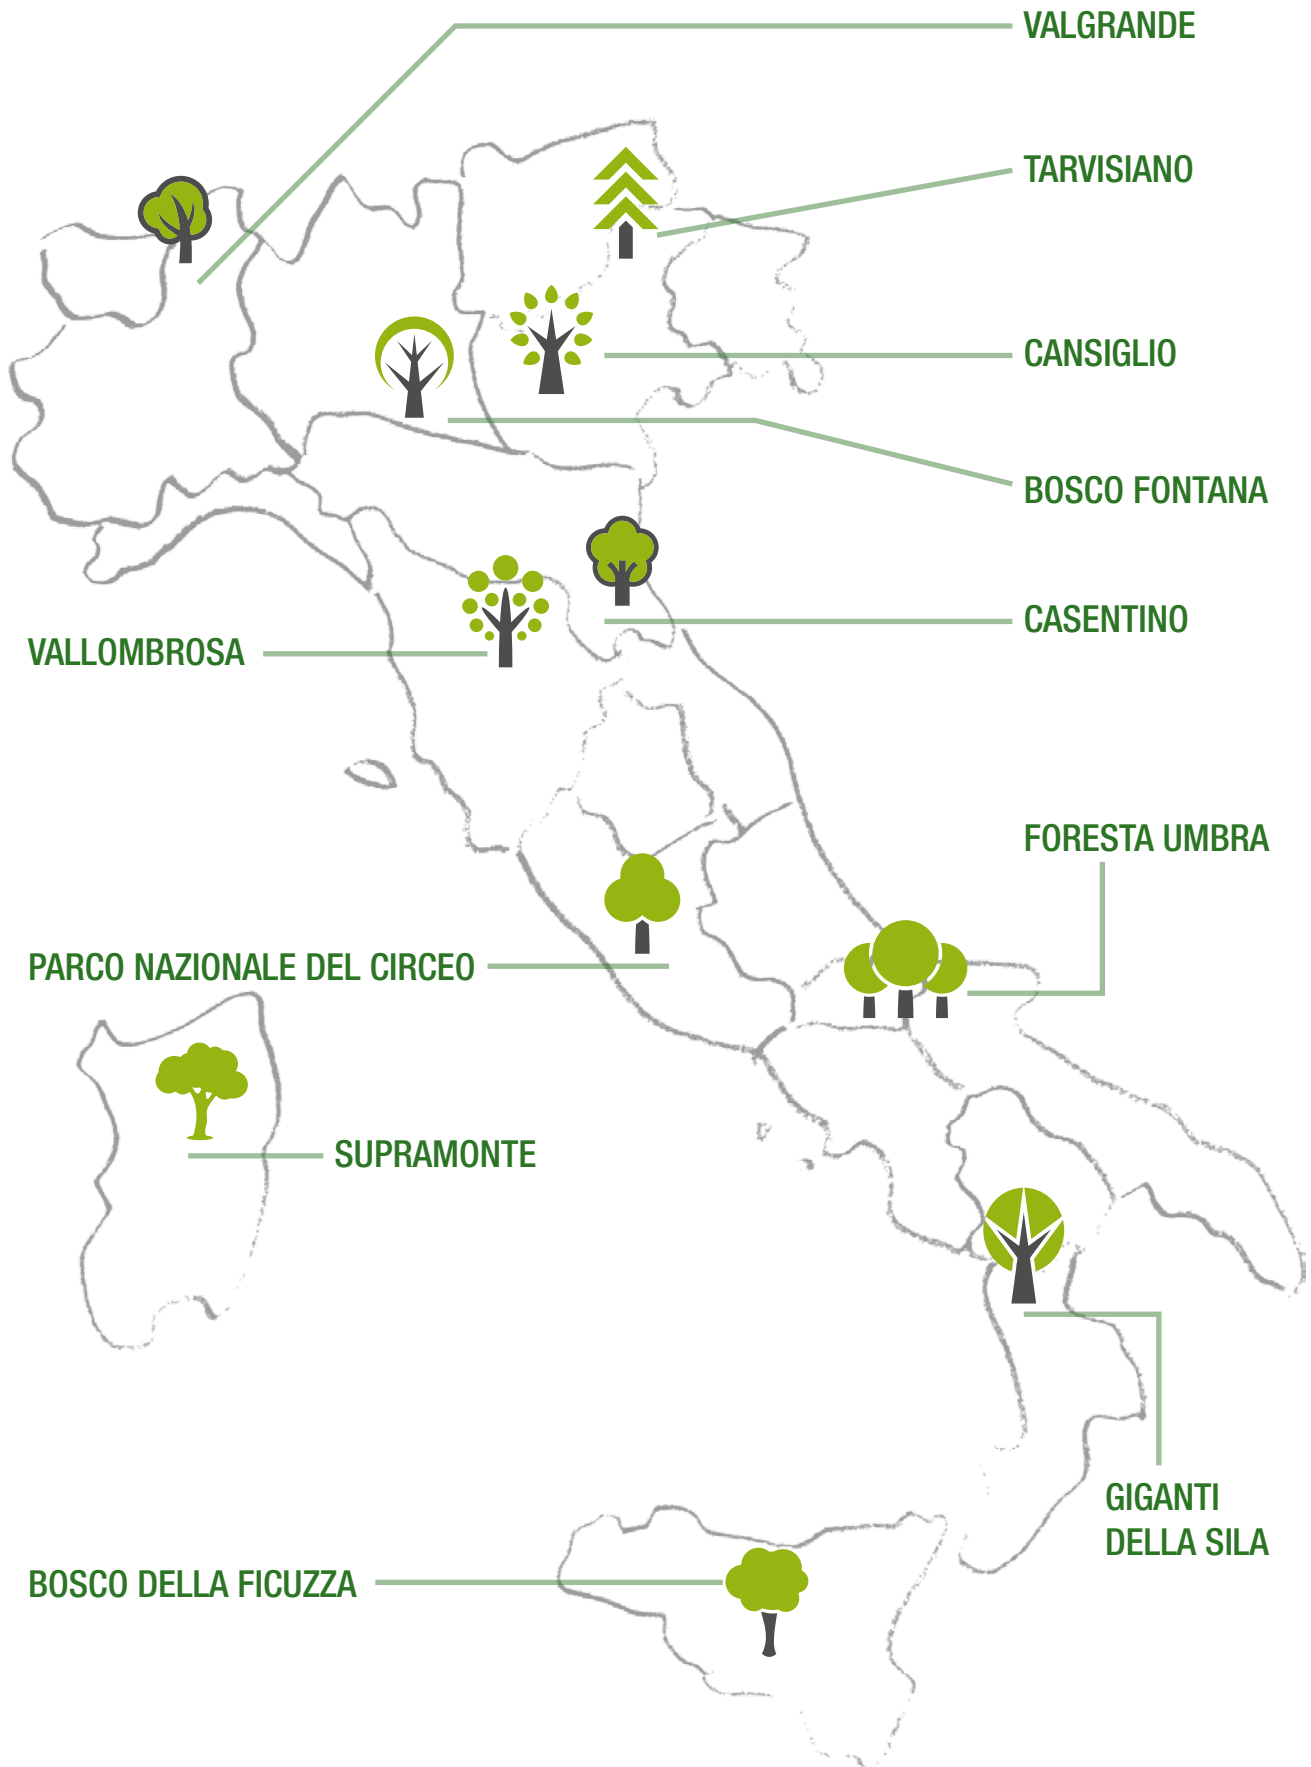 VALGRANDE
TARVISIANO
CANSIGLIO
BOSCO FONTANA
CASENTINO
VALLOMBROSA
FORESTA UMBRA
PARCO NAZIONALE DEL CIRCEO
SUPRAMONTE
GIGANTI
DELLA SILA
BOSCO DELLA FICUZZA